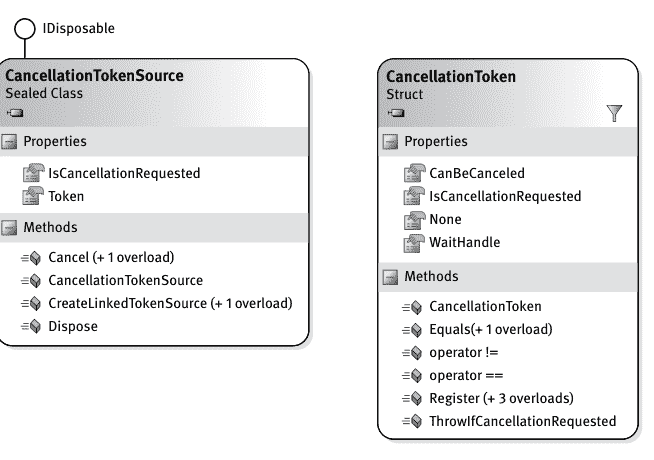 IDisposable
CancellationTokenSource
Sealed Class
Properties
IsCancellationRequested
Token
Methods
Cancel (+ 1 overload)
CancellationTokenSource
CreateLinkedTokenSource (+ 1 overload)
Dispose
CancellationToken
Struct
Properties
CanBeCanceled
IsCancellationRequested
None
WaitHandle
Methods
CancellationToken
Equals(+ 1 overload)
operator !=
operator ==
Register (+ 3 overloads)
ThrowIfCancellationRequested